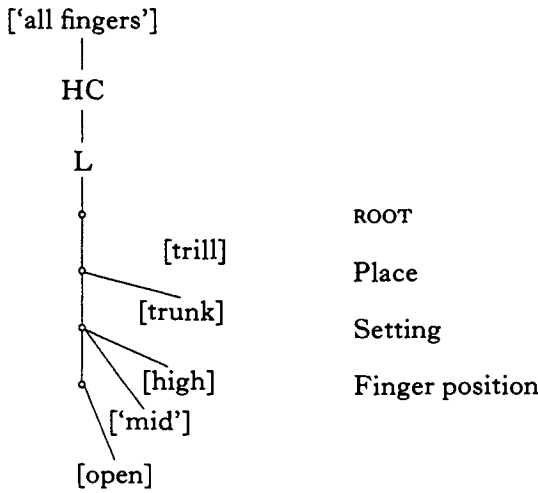 [‘all fingers’]
HC
L
ROOT
[trill]
Place
[trunk]
Setting
[high]
Finger position
[‘mid’]
[open]